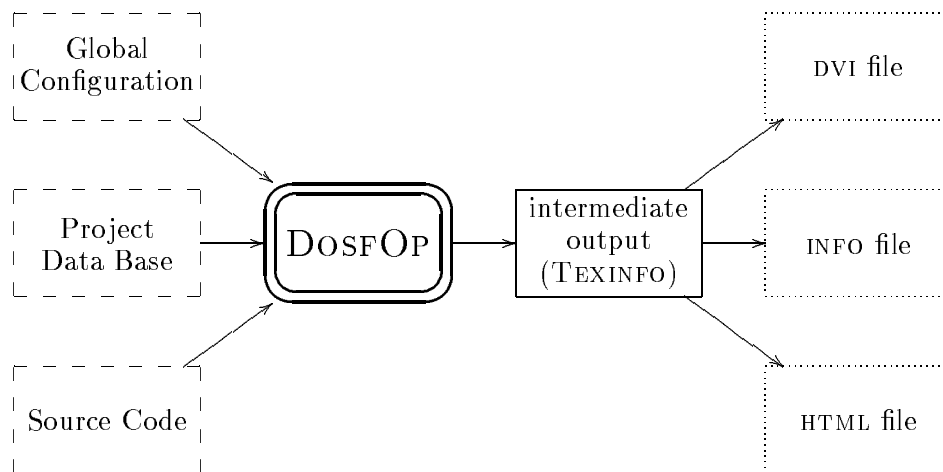 Global
Configuration
DVI file
Project
Data Base
DOSFOP
intermediate
output
(TEXINFO)
INFO file
Source Code
HTML file